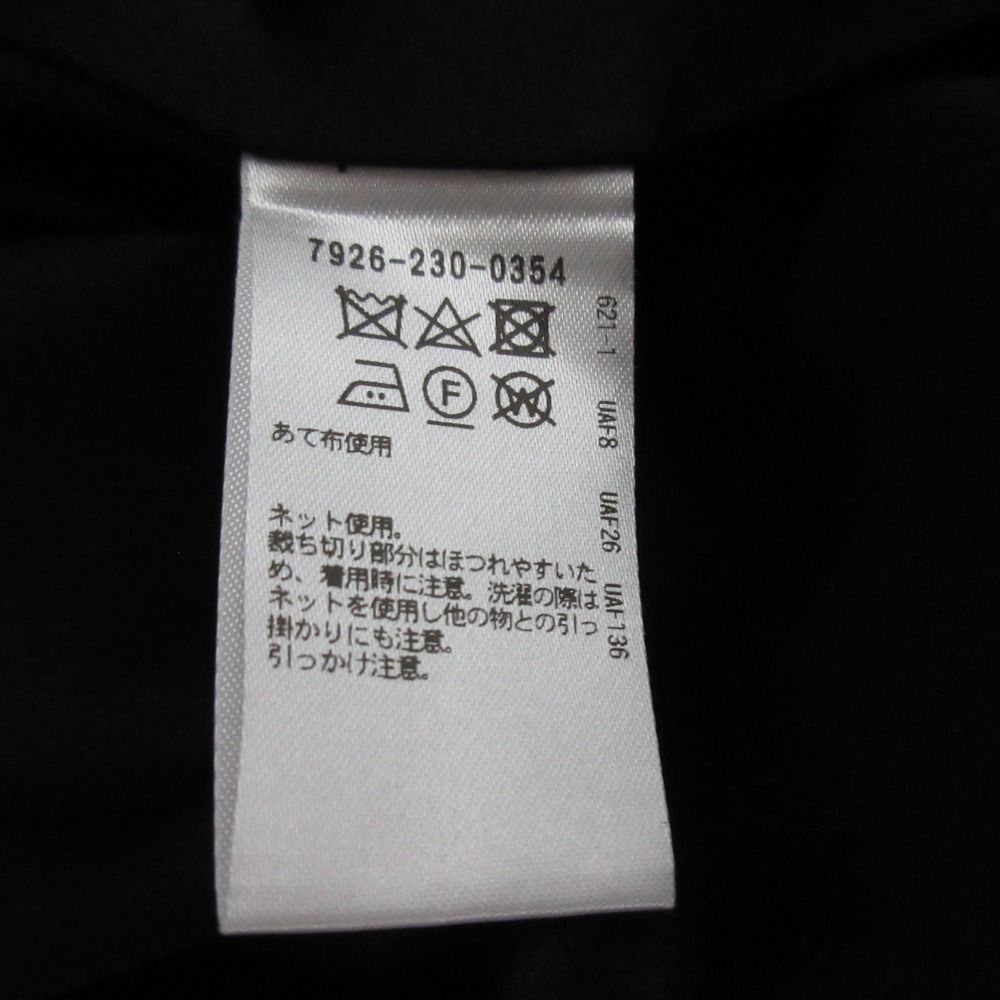 7926-230-0354
F
W
あて布使用
ネット使用。
裁ち切り部分はほつれやすいた
め、着用時に注意。洗濯の際は
ネットを使用し他の物との引っ
掛かりにも注意。
引っかけ注意。
621-1 UAF8 UAF26 UAF136